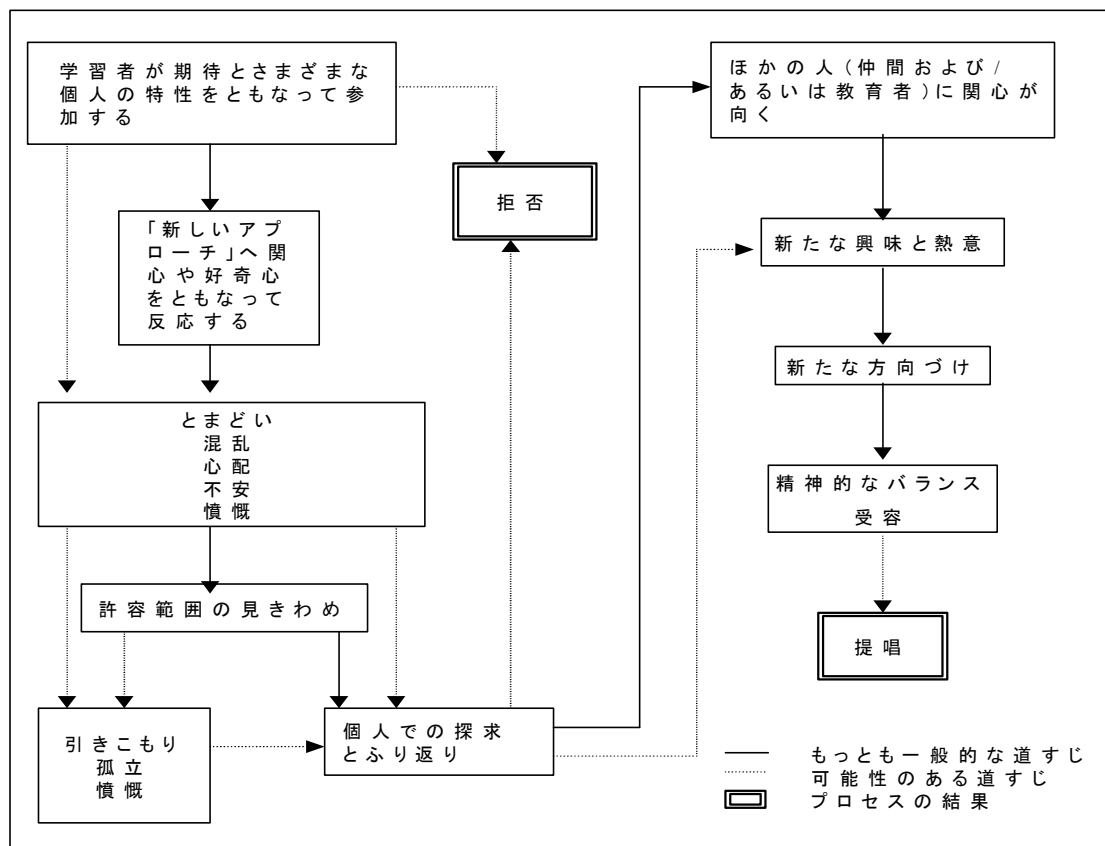 学習者が期待とさまざまな
個人の特性をともなって参
加する
ほかの人(仲間および/
あるいは教育者)に関心が
向く
拒否
「新しいアプ
ローチ」へ関
心や好奇心
をともなって
反応する
新たな興味と熱意
新たな方向づけ
とまどい
混乱
心配
不安
憤慨
精神的なバランス
受容
許容範囲の見きわめ
提唱
引きこもり
孤立
憤慨
個人での探求
とふり返り
もっとも一般的な道すじ
可能性のある道すじ
プロセスの結果